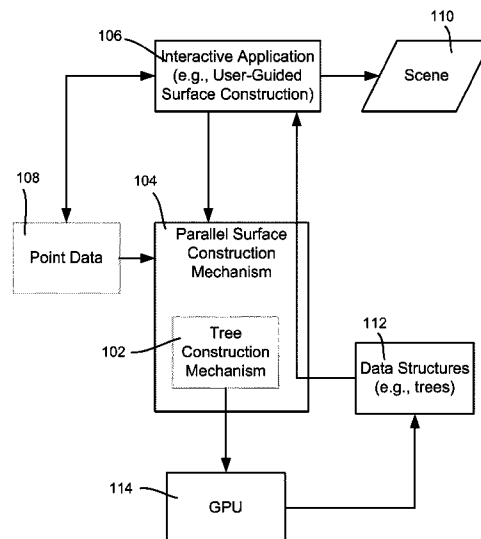 106
110
Interactive Application
(e.g., User-Guided
Surface Construction)
Scene
108
104
Point Data
Parallel Surface
Construction
Mechanism
102
Tree
Construction
Mechanism
112
Data Structures
(e.g., trees)
114
GPU